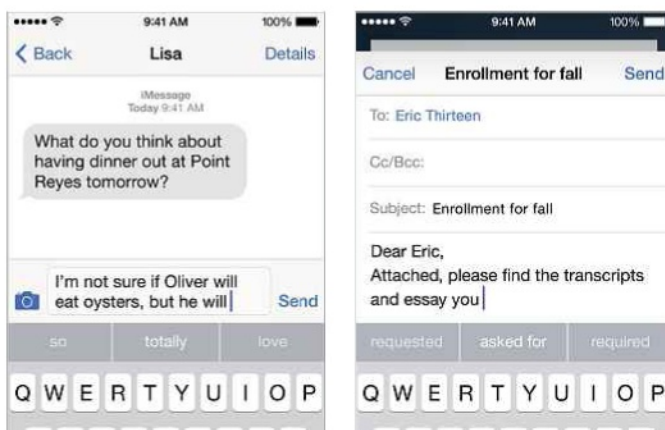 9:41 AM 100%
Back Lisa Details
iMessage
Today 9:41 AM
What do you think about
having dinner out at Point
Reyes tomorrow?
I'm not sure if Oliver will
eat oysters, but he will
Send
so totally love
Q W E R T Y U I O P
9:41 AM 100%
Cancel Enrollment for fall Send
To: Eric Thirteen
Cc/Bcc:
Subject: Enrollment for fall
Dear Eric,
Attached, please find the transcripts
and essay you
requested asked for required
Q W E R T Y U I O P